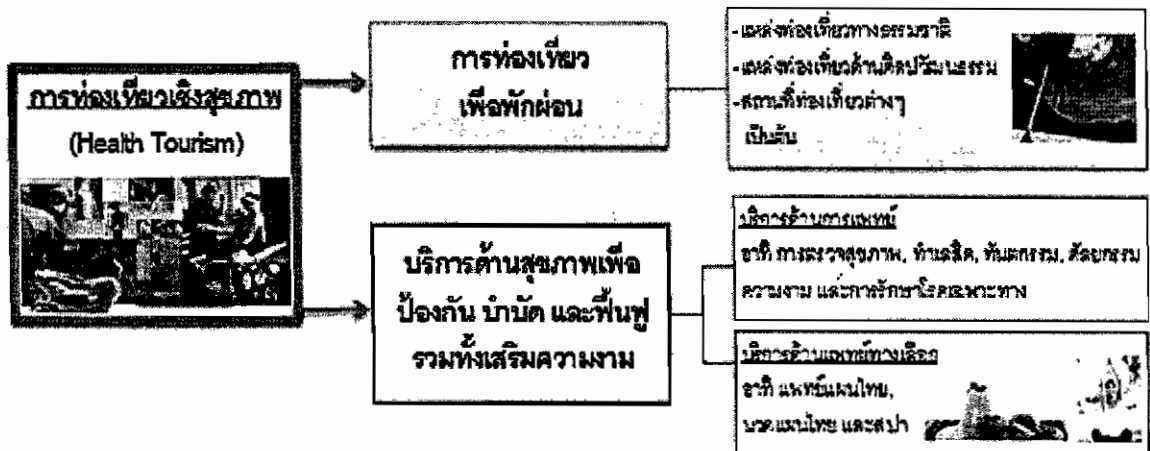 การท่องเที่ยวเชิงสุขภาพ
(Health Tourism)
การท่องเที่ยว
เพื่อพักผ่อน
-แหล่งท่องเที่ยวทางธรรมชาติ
-แหล่งท่องเที่ยวด้านศิลปวัฒนธรรม
-สถานที่ท่องเที่ยวต่างๆ
เป็นต้น
บริการด้านสุขภาพเพื่อ
ป้องกัน บำบัด และฟื้นฟู
รวมทั้งเสริมความงาม
บริการด้านการแพทย์
อาทิ การตรวจสุขภาพ, ทำเลสิค, ทันตกรรม, ศัลยกรรม
ความงาม และการรักษาโรคเฉพาะทาง
บริการด้านแพทย์ทางเลือก
อาทิ แพทย์แผนไทย,
นวดแผนไทย และสปา